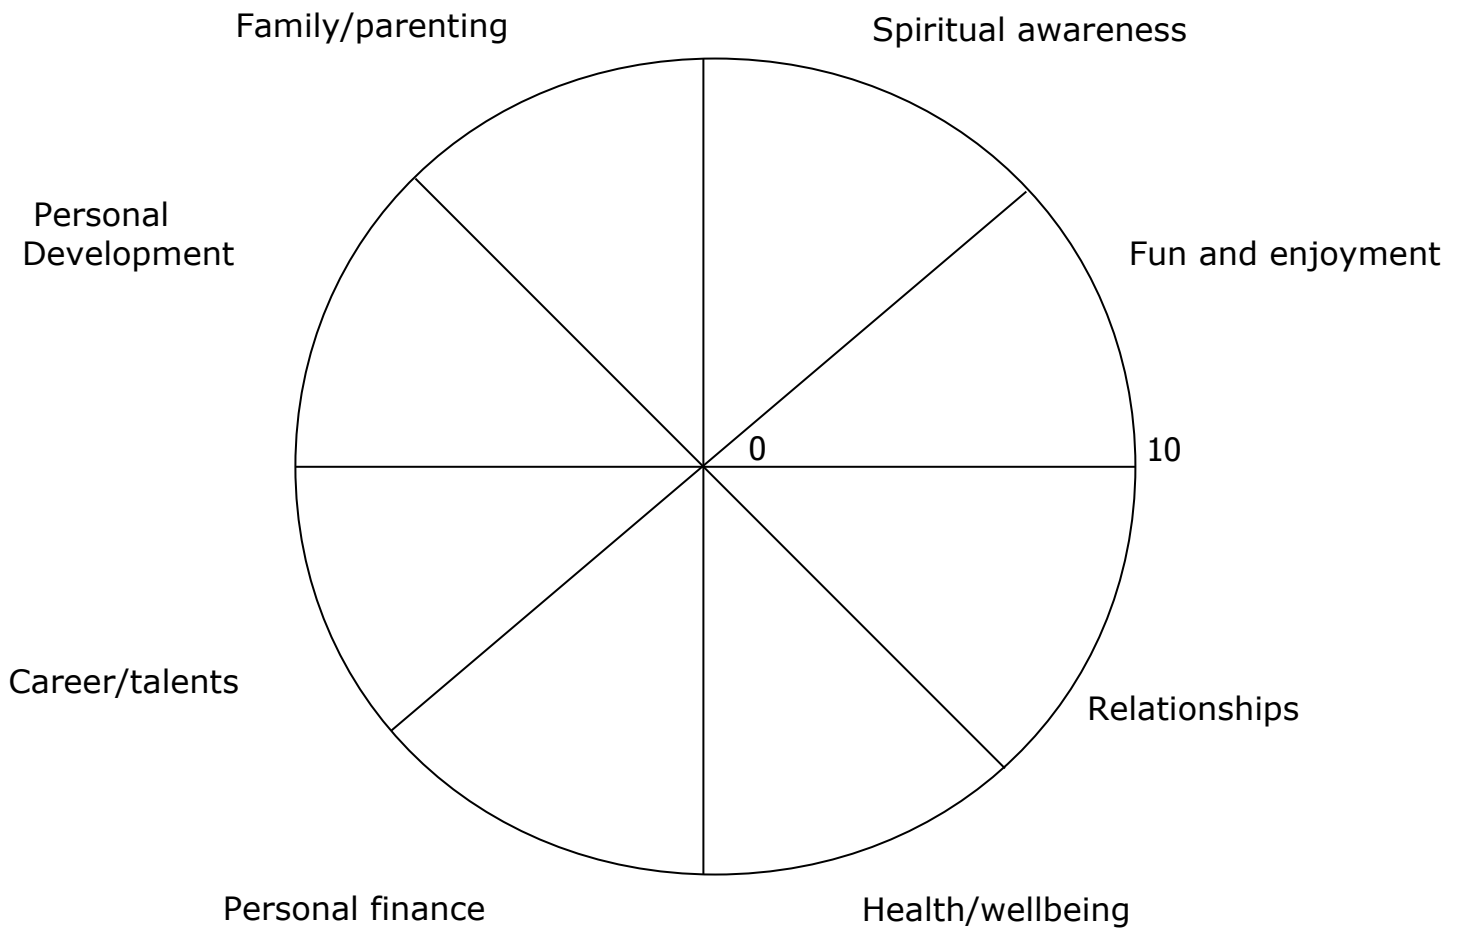 Family/parenting
Spiritual awareness
Personal
Development
Fun and enjoyment
0
10
Career/talents
Relationships
Personal finance
Health/wellbeing